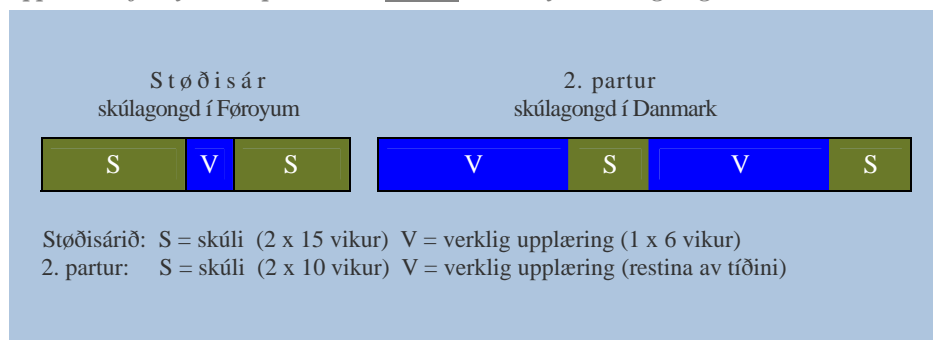 Støðisár
2. partur
skúlagongd í Føroyum
skúlagongd í Danmark
S V S V S V S
Støðisárið: S = skúli (2 x 15 vikur) V = verklig upplæring (1 x 6 vikur)
2. partur: S = skúli (2 x 10 vikur) V = verklig upplæring (restina av tíðini)